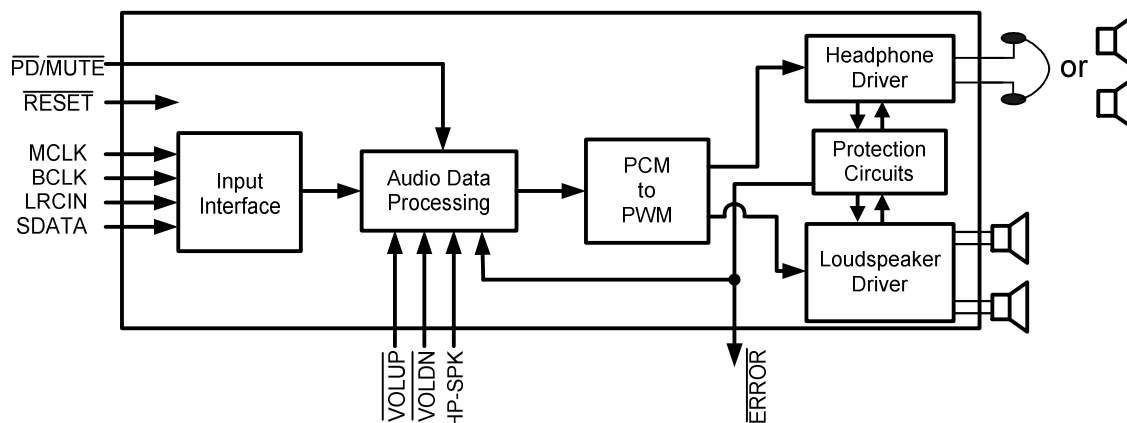 PD/MUTE
RESET
MCLK
BCLK
LRCIN
SDATA
Input
Interface
Audio Data
Processing
PCM
to
PWM
Headphone
Driver
Protection
Circuits
Loudspeaker
Driver
or
VOLUP
VOLDN
HP-SPK
ERROR